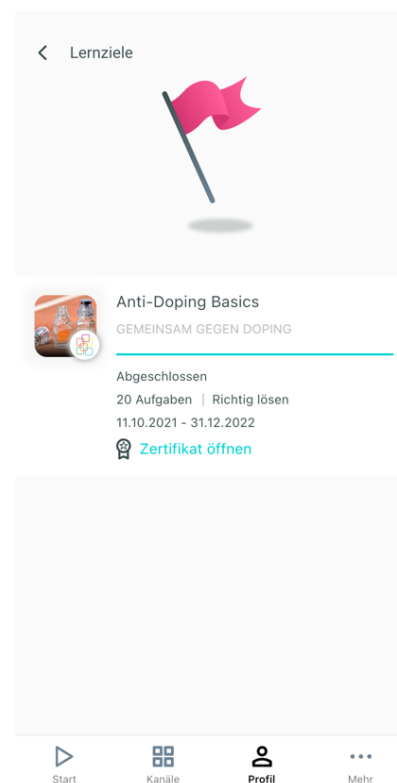 Lernziele
Anti-Doping Basics
GEMEINSAM GEGEN DOPING
Abgeschlossen
20 Aufgaben | Richtig lösen
11.10.2021 - 31.12.2022
Zertifikat öffnen
Start
Kanäle
Profil
Mehr